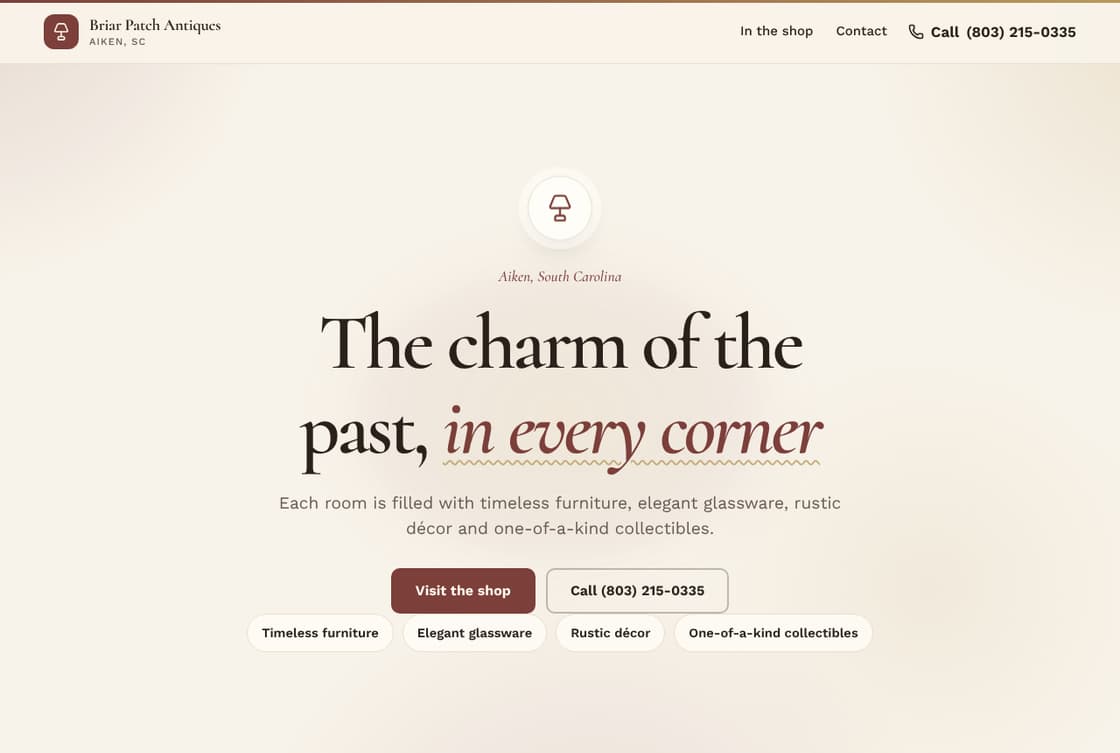 Briar Patch Antiques
AIKEN, SC
In the shop
Contact
Call (803) 215-0335
Aiken, South Carolina
The charm of the
past, in every corner
Each room is filled with timeless furniture, elegant glassware, rustic
décor and one-of-a-kind collectibles.
Visit the shop
Call (803) 215-0335
Timeless furniture
Elegant glassware
Rustic décor
One-of-a-kind collectibles